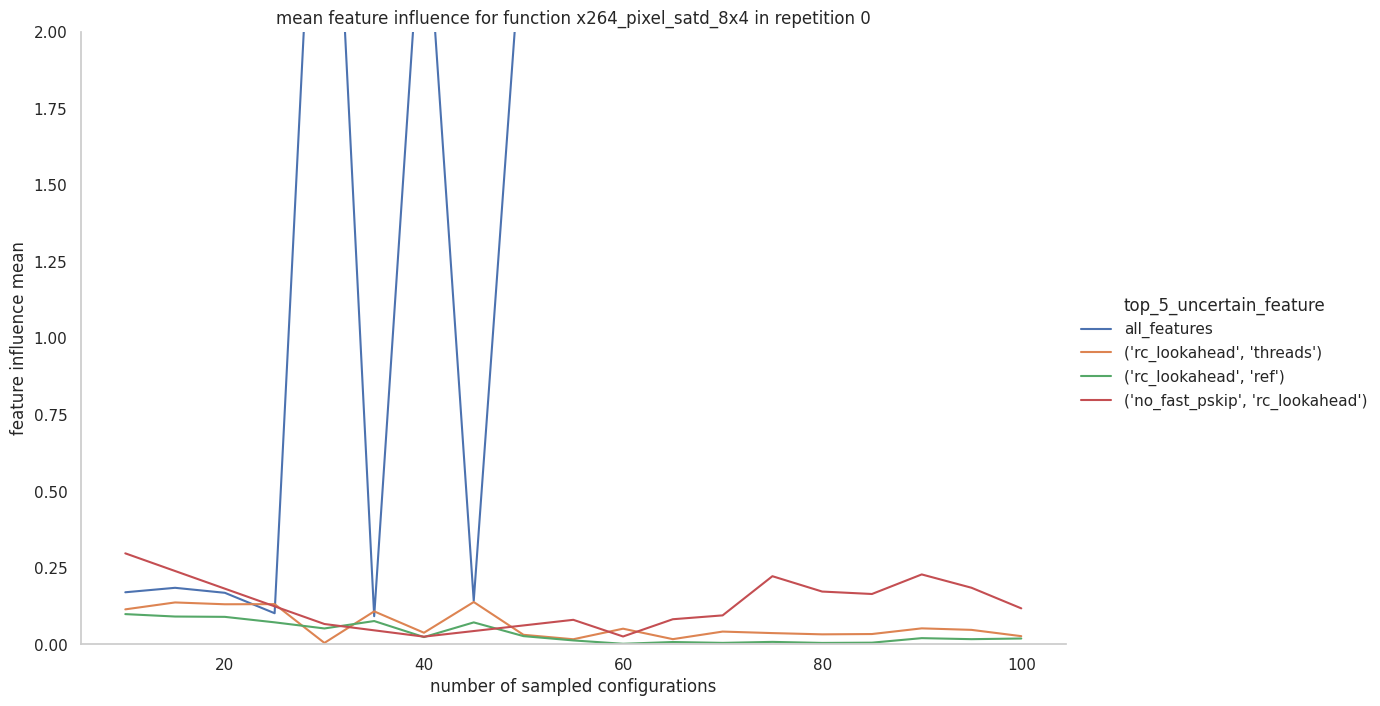 mean feature influence for function x264_pixel_satd_8x4 in repetition 0
2.00
1.75
1.50
1.25
1.00
0.75
0.50
0.25
0.00
feature influence mean
20
40
60
80
100
number of sampled configurations
top_5_uncertain_feature
all_features
('rc_lookahead', 'threads')
('rc_lookahead', 'ref')
('no_fast_pskip', 'rc_lookahead')